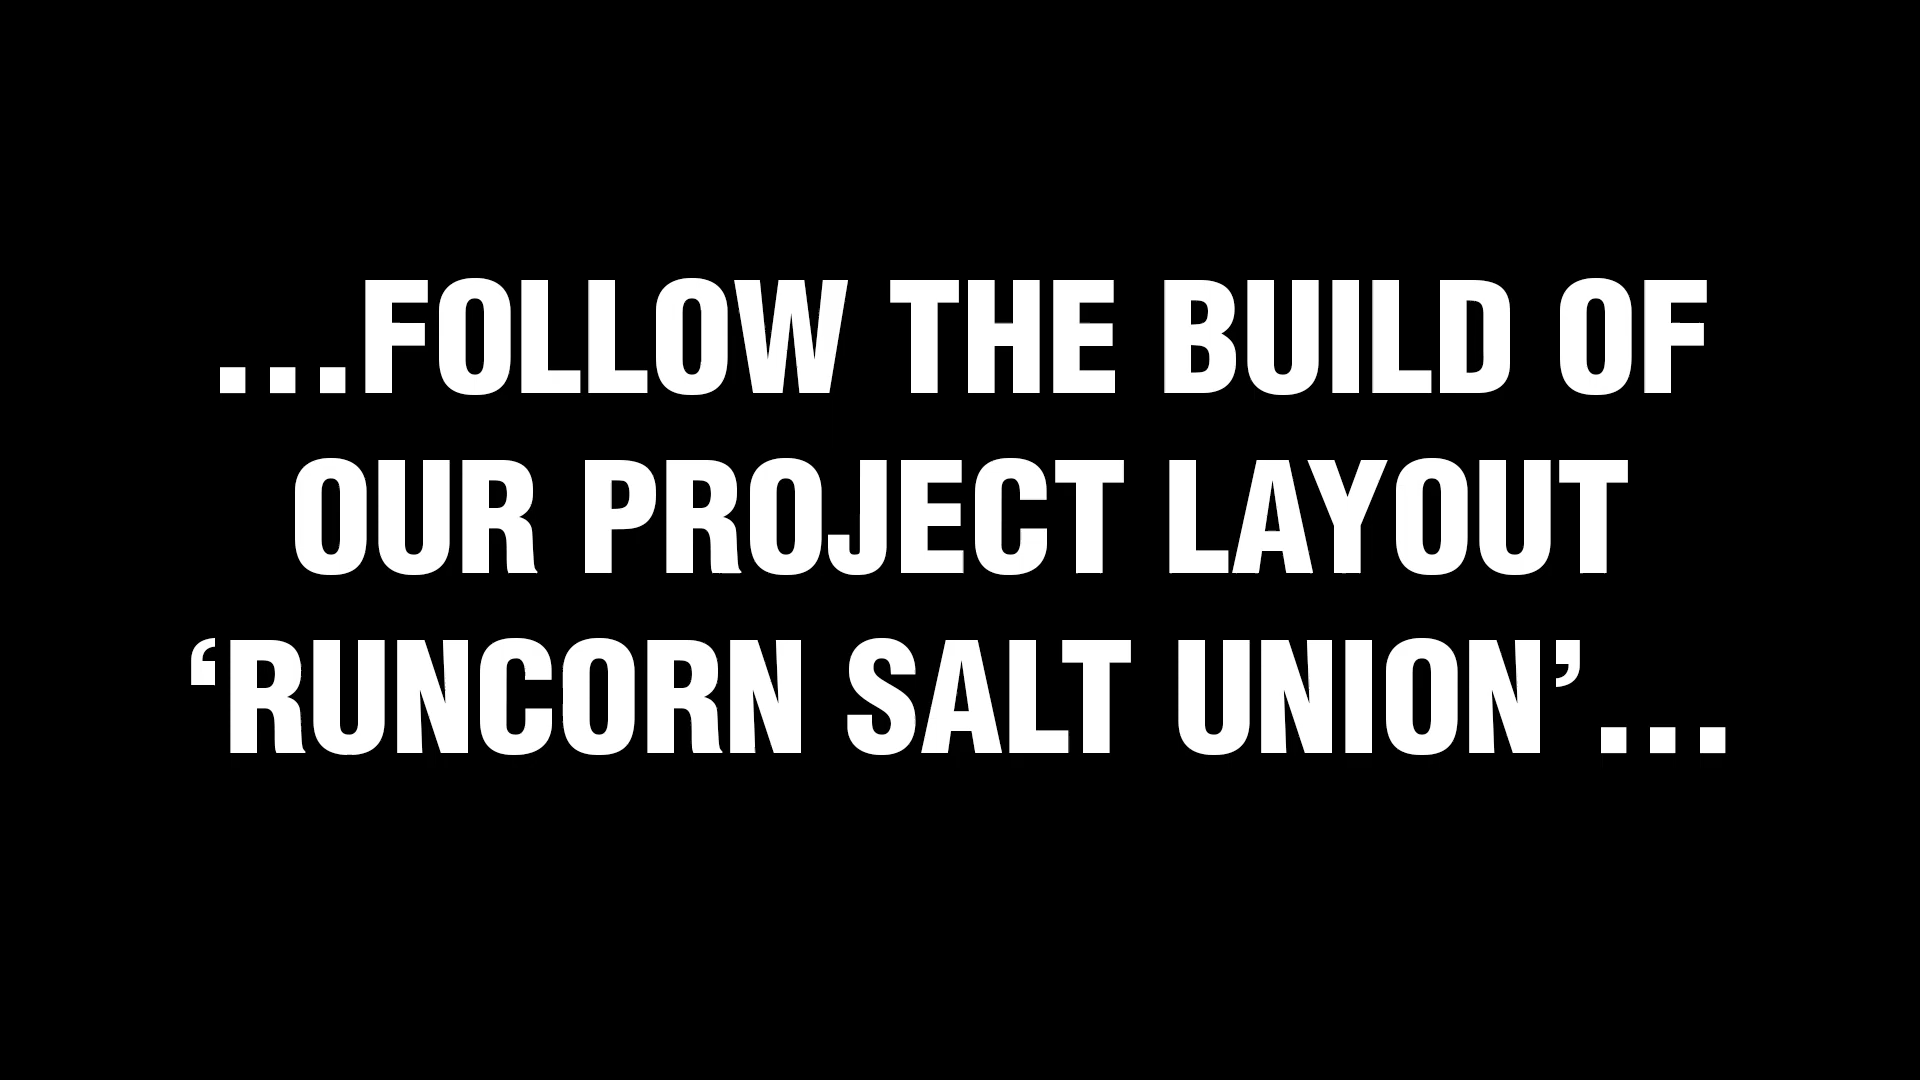 …FOLLOW THE BUILD OF
OUR PROJECT LAYOUT
‘RUNCORN SALT UNION’…